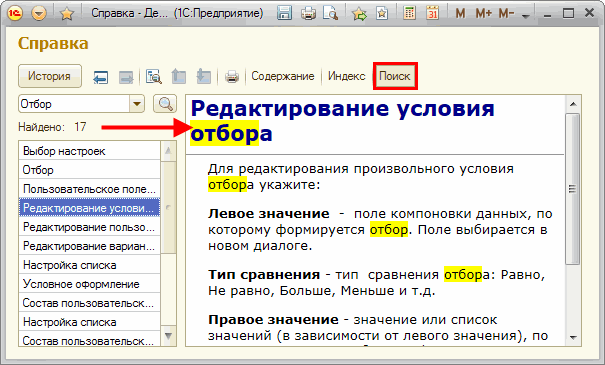 Справка - Де... (1С:Предприятие)
M M+ M-
Справка
История Содержание Индекс Поиск
Отбор
Найдено: 17
Выбор настроек
Отбор
Пользовательское поле...
Редактирование услови...
Редактирование пользо...
Редактирование вариан...
Настройка списка
Условное оформление
Состав пользовательск...
Настройка списка
Состав пользовательск...
Редактирование условия
отбора
Для редактирования произвольного условия
отбора укажите:
Левое значение - поле компоновки данных, по
которому формируется отбор. Поле выбирается в
новом диалоге.
Тип сравнения - тип сравнения отбора: Равно,
Не равно, Больше, Меньше и т.д.
Правое значение - значение или список
значений (в зависимости от левого значения), по